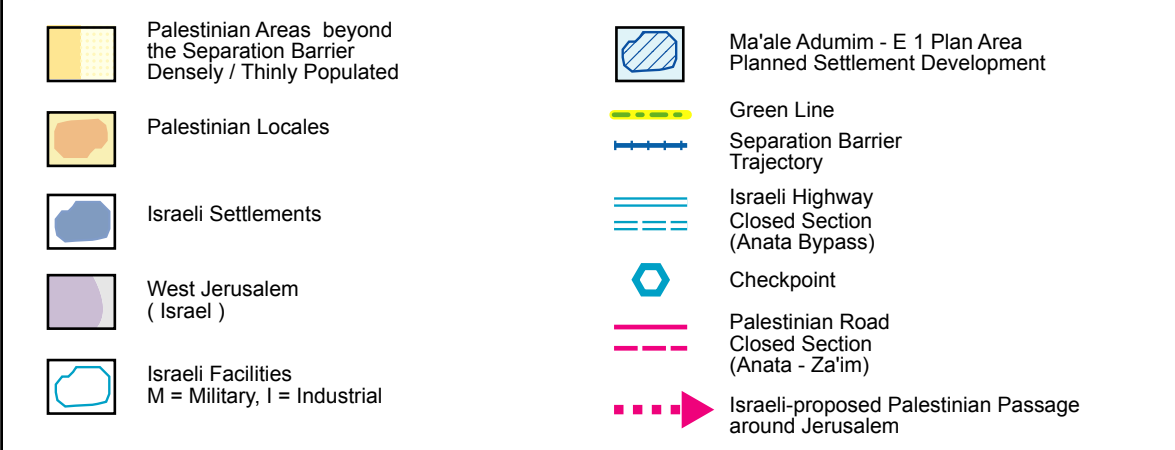 Palestinian Areas beyond
the Separation Barrier
Densely / Thinly Populated
Palestinian Locales
Israeli Settlements
West Jerusalem
( Israel )
Israeli Facilities
M = Military, I = Industrial
Ma'ale Adumim - E 1 Plan Area
Planned Settlement Development
Green Line
Separation Barrier
Trajectory
Israeli Highway
Closed Section
(Anata Bypass)
Checkpoint
Palestinian Road
Closed Section
(Anata - Za'im)
Israeli-proposed Palestinian Passage
around Jerusalem